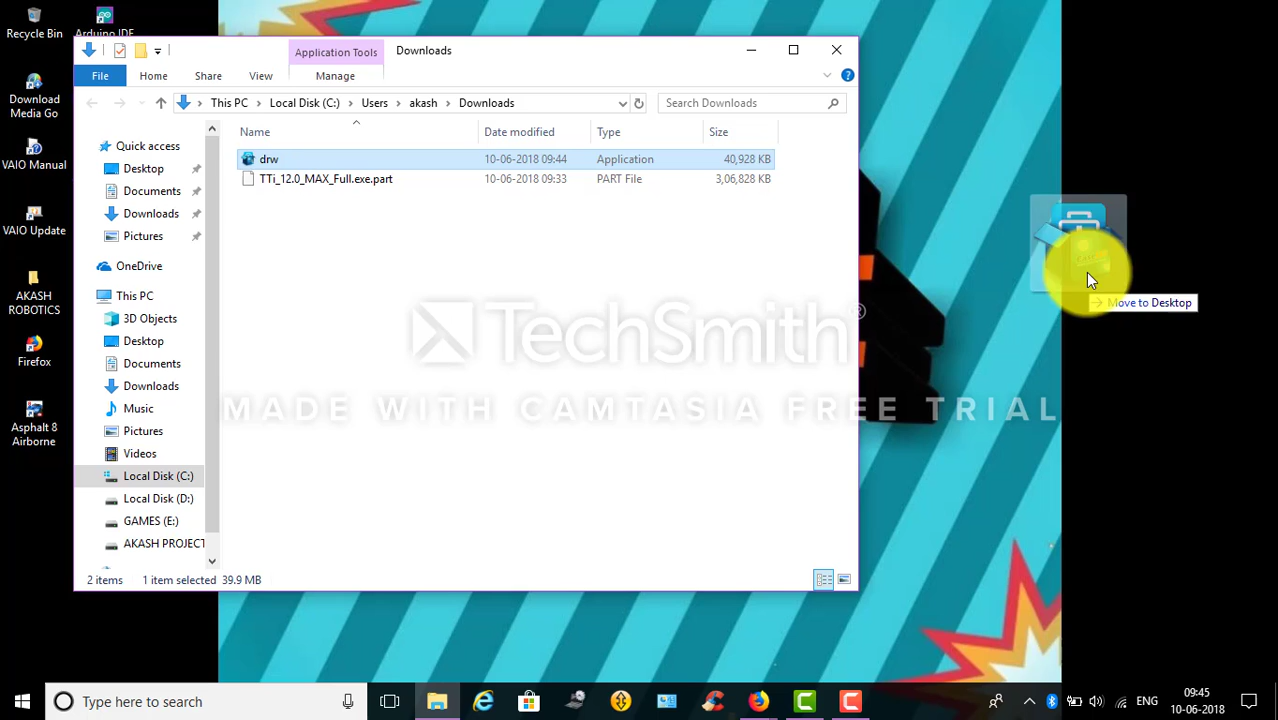 Recycle Bin
Arduino IDE
Download
Media Go
VAIO Manual
VAIO Update
AKASH
ROBOTICS
Firefox
Asphalt 8
Airborne
Application Tools
Downloads
File
Home
Share
View
Manage
This PC
Local Disk (C:)
Users
akash
Downloads
Search Downloads
Name
Date modified
Type
Size
drw
10-06-2018 09:44
Application
40,928 KB
TTi_12.0_MAX_Full.exe.part
10-06-2018 09:33
PART File
3,06,828 KB
Quick access
Desktop
Documents
Downloads
Pictures
OneDrive
This PC
3D Objects
Desktop
Documents
Downloads
Music
Pictures
Videos
Local Disk (C:)
Local Disk (D:)
GAMES (E:)
AKASH PROJECT
2 items
1 item selected
39.9 MB
Move to Desktop
TechSmith®
MADE WITH CAMTASIA FREE TRIAL
Type here to search
ENG
09:45
10-06-2018